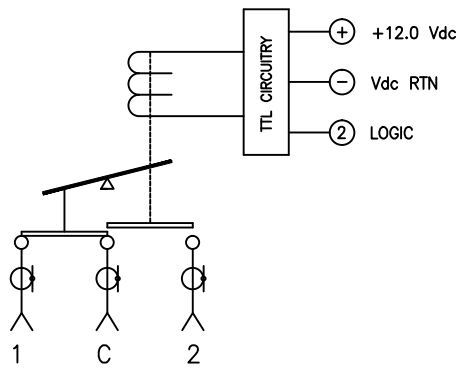 + +12.0 Vdc
TTL CIRCUITRY
− Vdc RTN
2 LOGIC
1 C 2